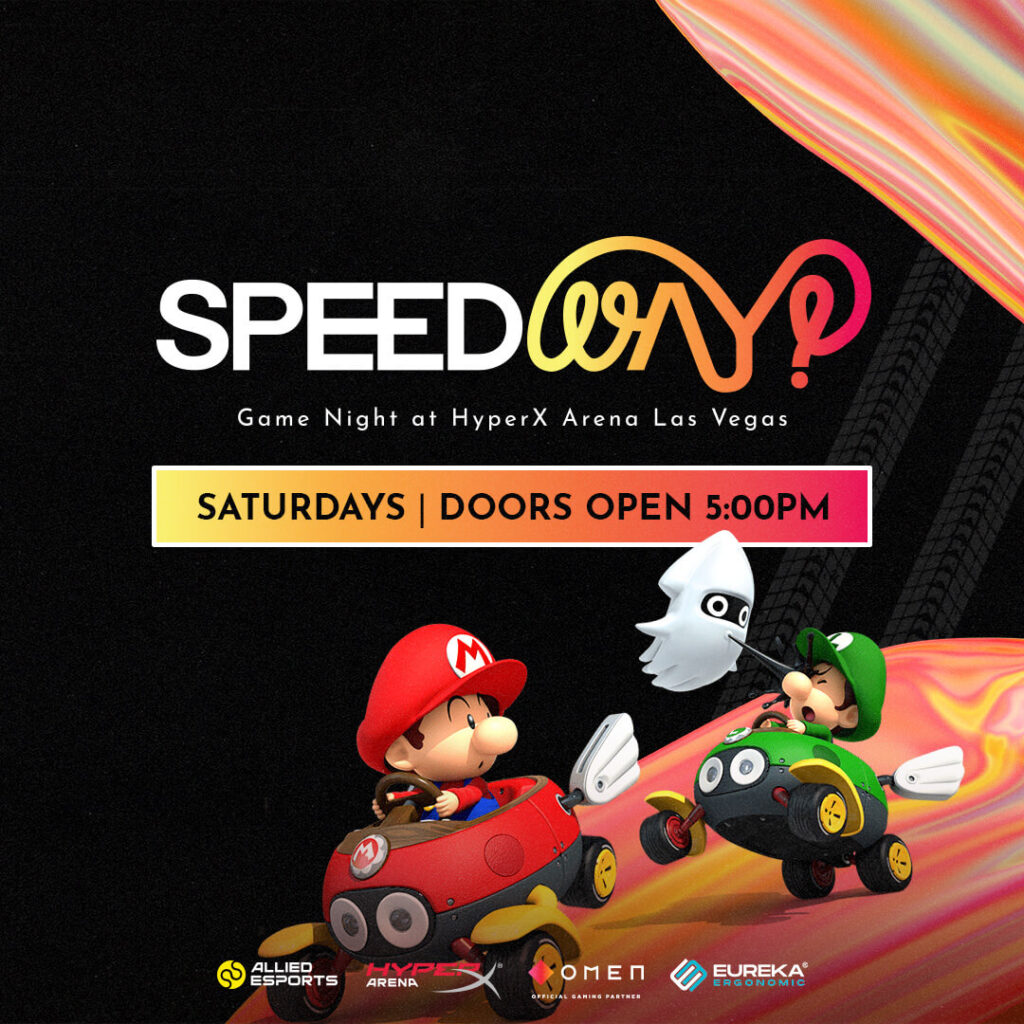 SPEEDWAY?
Game Night at HyperX Arena Las Vegas
SATURDAYS | DOORS OPEN 5:00PM
M
M
ALLIED
ESPORTS
HYPERX®
ARENA
OMEN
OFFICIAL GAMING PARTNER
EUREKA®
ERGONOMIC